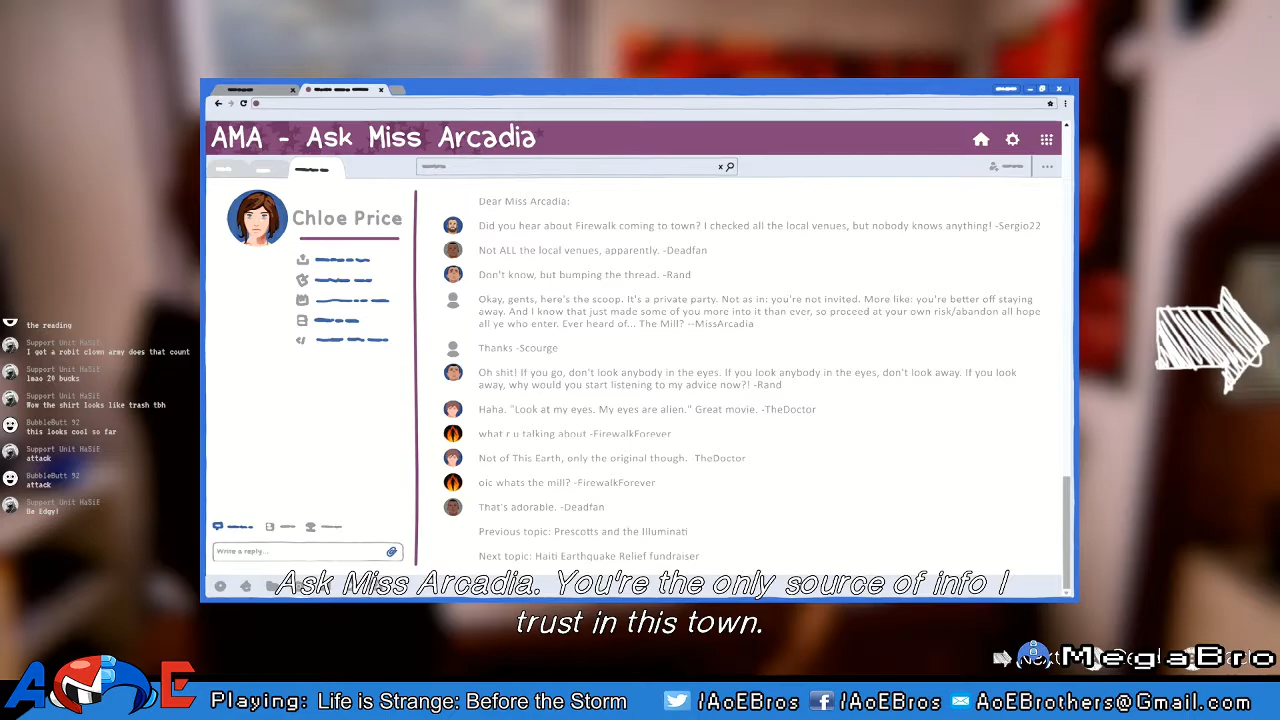 AMA - Ask Miss Arcadia
Chloe Price
Dear Miss Arcadia:
Did you hear about Firewalk coming to town? I checked all the local venues, but nobody knows anything! -Sergio22
Not ALL the local venues, apparently. -Deadfan
Don't know, but bumping the thread. -Rand
Okay, gents, here's the scoop. It's a private party. Not as in: you're not invited. More like: you're better off staying
away. And I know that just made some of you more into it than ever, so proceed at your own risk/abandon all hope
all ye who enter. Ever heard of... The Mill? --MissArcadia
Thanks -Scourge
Oh shit! If you go, don't look anybody in the eyes. If you look anybody in the eyes, don't look away. If you look
away, why would you start listening to my advice now?! -Rand
Haha. "Look at my eyes. My eyes are alien." Great movie. -TheDoctor
what r u talking about -FirewalkForever
Not of This Earth, only the original though. TheDoctor
oic whats the mill? -FirewalkForever
That's adorable. -Deadfan
Previous topic: Prescotts and the Illuminati
Next topic: Haiti Earthquake Relief fundraiser
Write a reply...
the reading
Support Unit HaSiE
I got a robit clown army does that count
Support Unit HaSiE
lmao 20 bucks
Support Unit HaSiE
Wow the shirt looks like trash tbh
BubbleButt 92
this looks cool so far
Support Unit HaSiE
attack
BubbleButt 92
attack
Support Unit HaSiE
Be Edgy!
Ask Miss Arcadia. You're the only source of info I
trust in this town.
MegaBro
AOE
Playing: Life is Strange: Before the Storm
/AoEBros
/AoEBros
AoEBrothers@Gmail.com